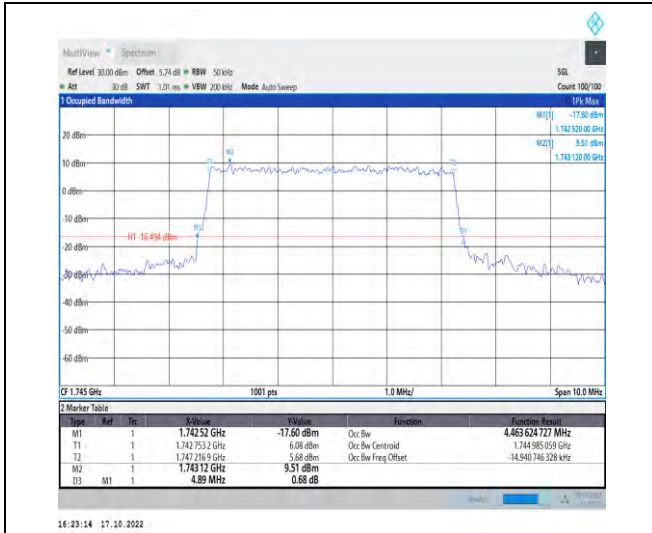 MultiView Spectrum
Ref Level 30.00 dBm Offset 5.74 dB RBW 50 kHz SGL
Att 30 dB SWT 1.01 ms VBW 200 kHz Mode Auto Sweep Count 100/100
1 Occupied Bandwidth 1Pk Max
M1[1] -17.60 dBm
1.742 520 00 GHz
M2[1] 9.51 dBm
1.743 120 00 GHz
20 dBm
M2
10 dBm
0 dBm
-10 dBm
H1 -16.494 dBm
-20 dBm
-30 dBm
-40 dBm
-50 dBm
-60 dBm
CF 1.745 GHz 1001 pts 1.0 MHz/ Span 10.0 MHz
2 Marker Table
Type Ref Trc X-Value Y-Value Function Function Result
M1 1 1.742 52 GHz -17.60 dBm Occ Bw 4.463 624 727 MHz
T1 1 1.742 753 2 GHz 6.08 dBm Occ Bw Centroid 1.744 985 059 GHz
T2 1 1.747 216 9 GHz 5.68 dBm Occ Bw Freq Offset -14.940 746 328 kHz
M2 1 1.743 12 GHz 9.51 dBm
D3 M1 1 4.89 MHz 0.68 dB
16:23:14 17.10.2022